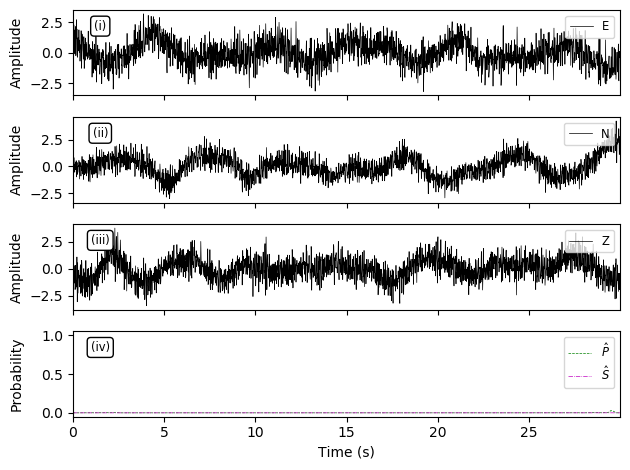 Amplitude
2.5
0.0
−2.5
(i)
E
Amplitude
2.5
0.0
−2.5
(ii)
N
Amplitude
2.5
0.0
−2.5
(iii)
Z
Probability
1.0
0.5
0.0
(iv)
P̂
Ŝ
0 5 10 15 20 25
Time (s)